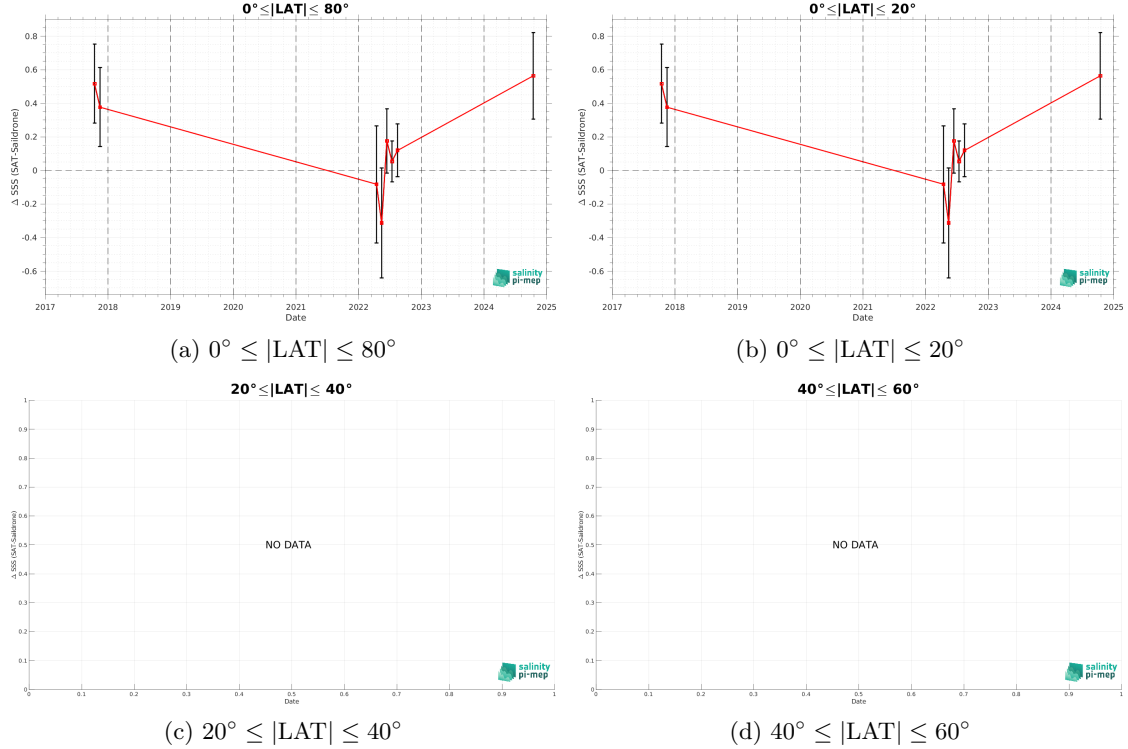 0°≤|LAT|≤ 80°
0.8
0.6
0.4
0.2
0
-0.2
-0.4
-0.6
Δ SSS (SAT-Saildrone)
2017 2018 2019 2020 2021 2022 2023 2024 2025
Date
salinity
pi-mep
(a) 0° ≤ |LAT| ≤ 80°
0°≤|LAT|≤ 20°
0.8
0.6
0.4
0.2
0
-0.2
-0.4
-0.6
Δ SSS (SAT-Saildrone)
2017 2018 2019 2020 2021 2022 2023 2024 2025
Date
salinity
pi-mep
(b) 0° ≤ |LAT| ≤ 20°
20°≤|LAT|≤ 40°
1
0.9
0.8
0.7
0.6
0.5
0.4
0.3
0.2
0.1
0
Δ SSS (SAT-Saildrone)
NO DATA
0 0.1 0.2 0.3 0.4 0.5 0.6 0.7 0.8 0.9 1
Date
salinity
pi-mep
(c) 20° ≤ |LAT| ≤ 40°
40°≤|LAT|≤ 60°
1
0.9
0.8
0.7
0.6
0.5
0.4
0.3
0.2
0.1
0
Δ SSS (SAT-Saildrone)
NO DATA
0 0.1 0.2 0.3 0.4 0.5 0.6 0.7 0.8 0.9 1
Date
salinity
pi-mep
(d) 40° ≤ |LAT| ≤ 60°